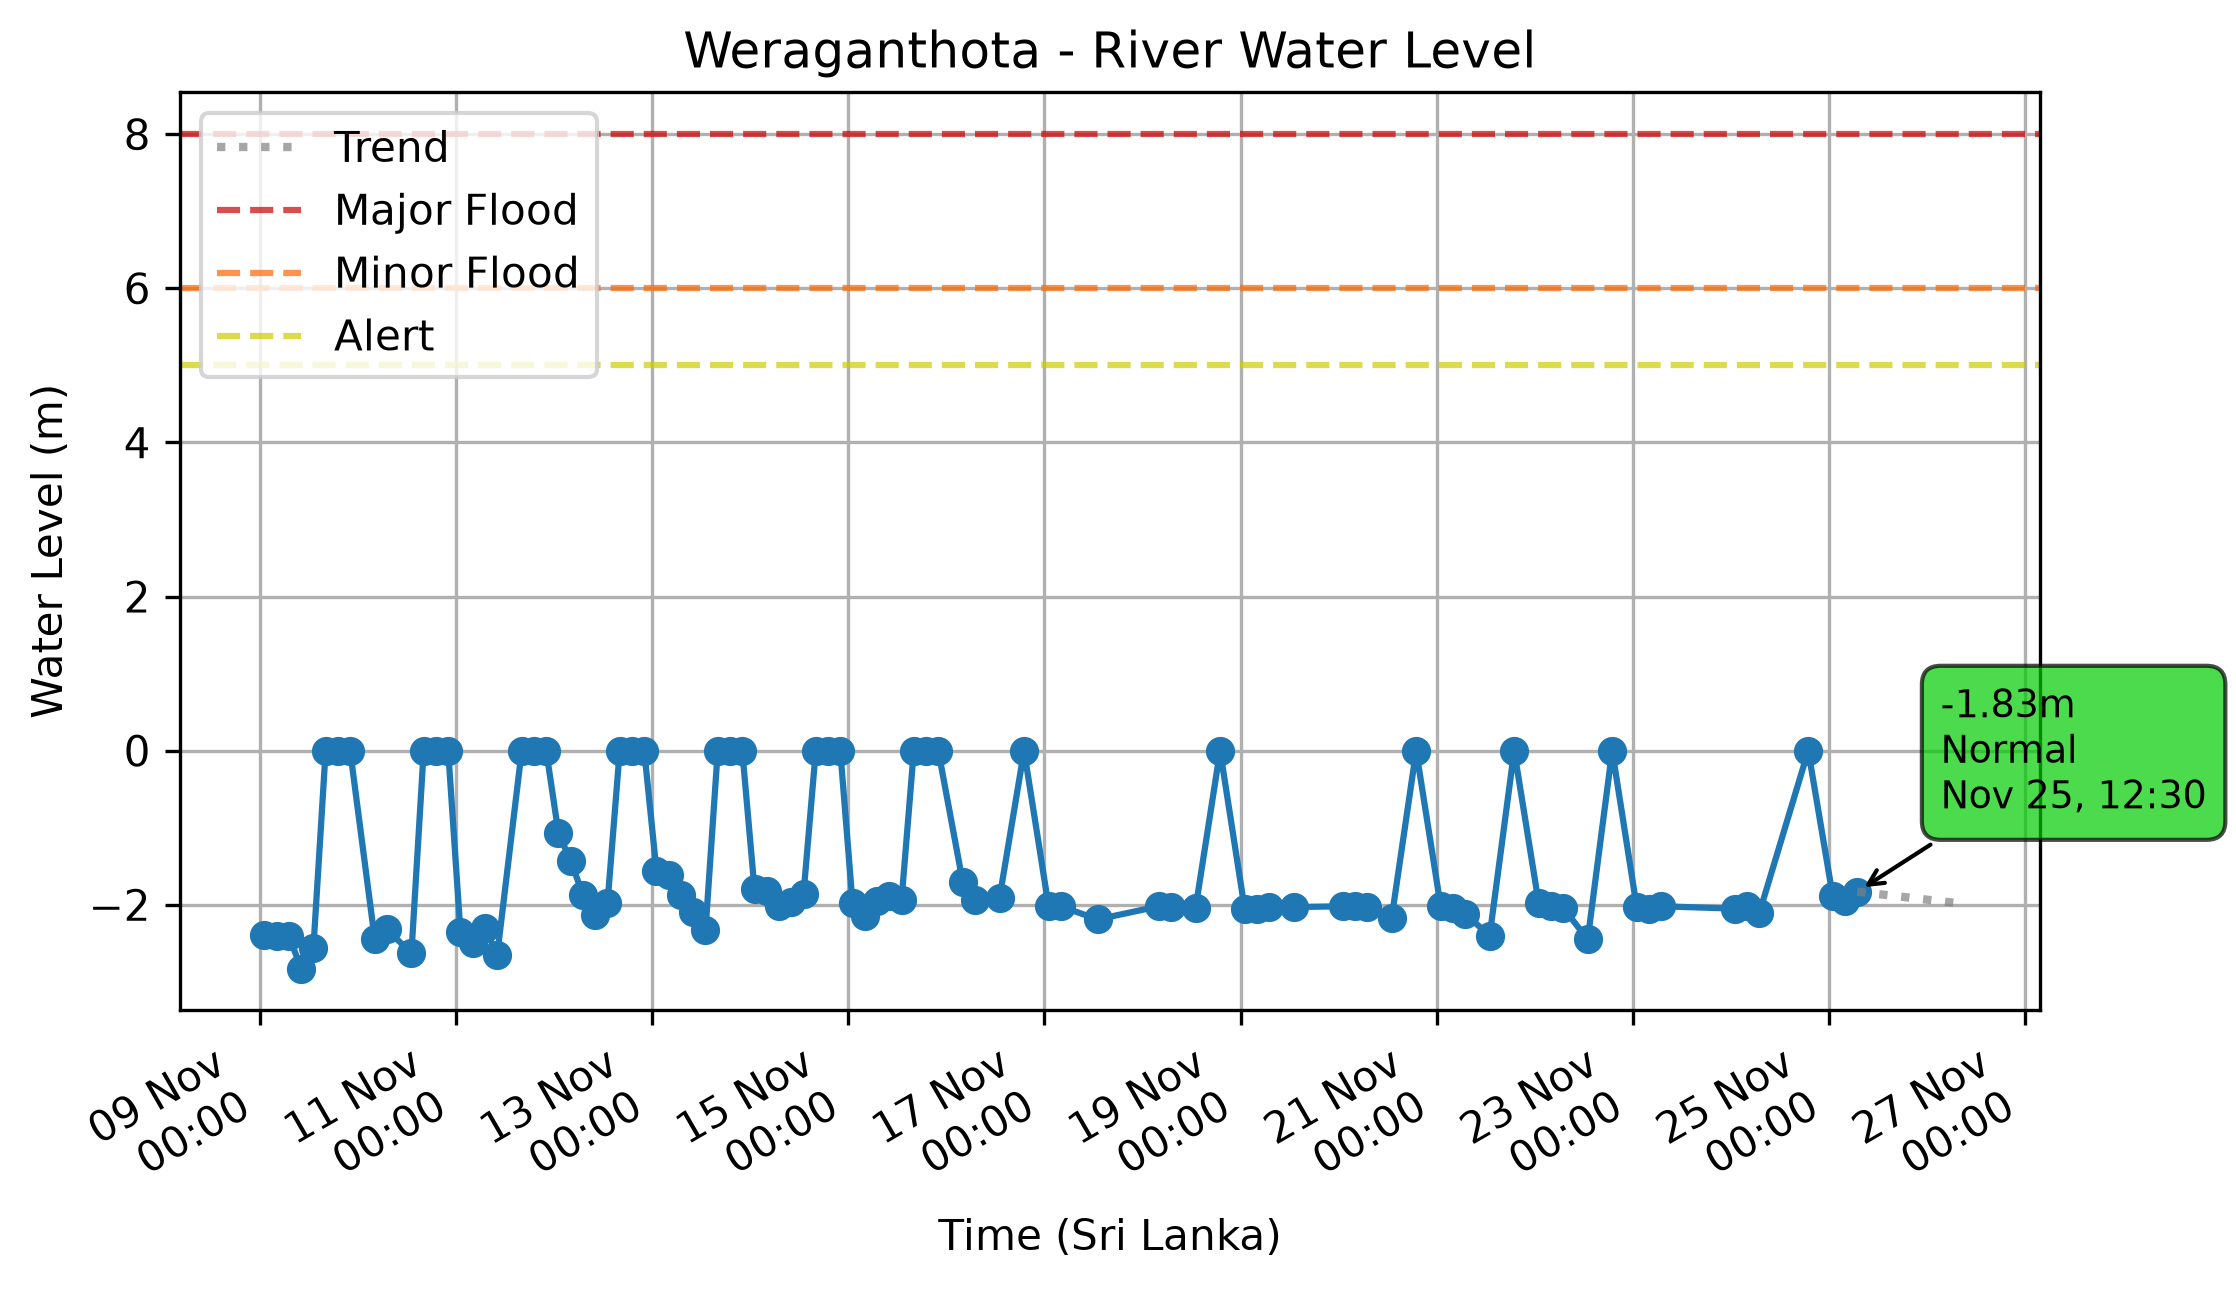 Weraganthota - River Water Level
Trend
Major Flood
Minor Flood
Alert
Water Level (m)
8
6
4
2
0
−2
-1.83m
Normal
Nov 25, 12:30
09 Nov
00:00
11 Nov
00:00
13 Nov
00:00
15 Nov
00:00
17 Nov
00:00
19 Nov
00:00
21 Nov
00:00
23 Nov
00:00
25 Nov
00:00
27 Nov
00:00
Time (Sri Lanka)